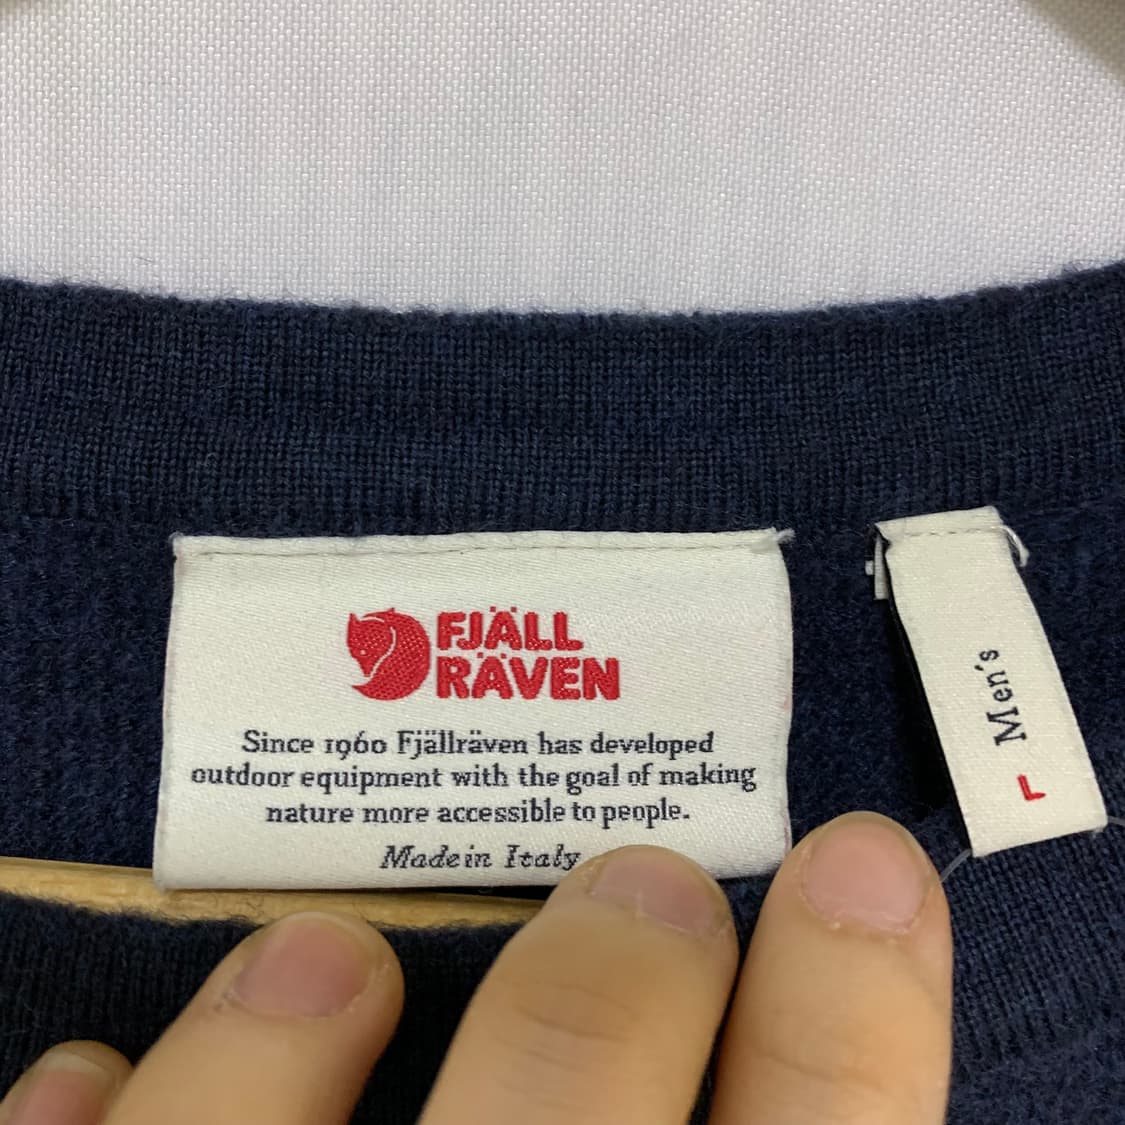 FJÄLL
RÄVEN
Since 1960 Fjällräven has developed
outdoor equipment with the goal of making
nature more accessible to people.
Made in Italy
Men's
L